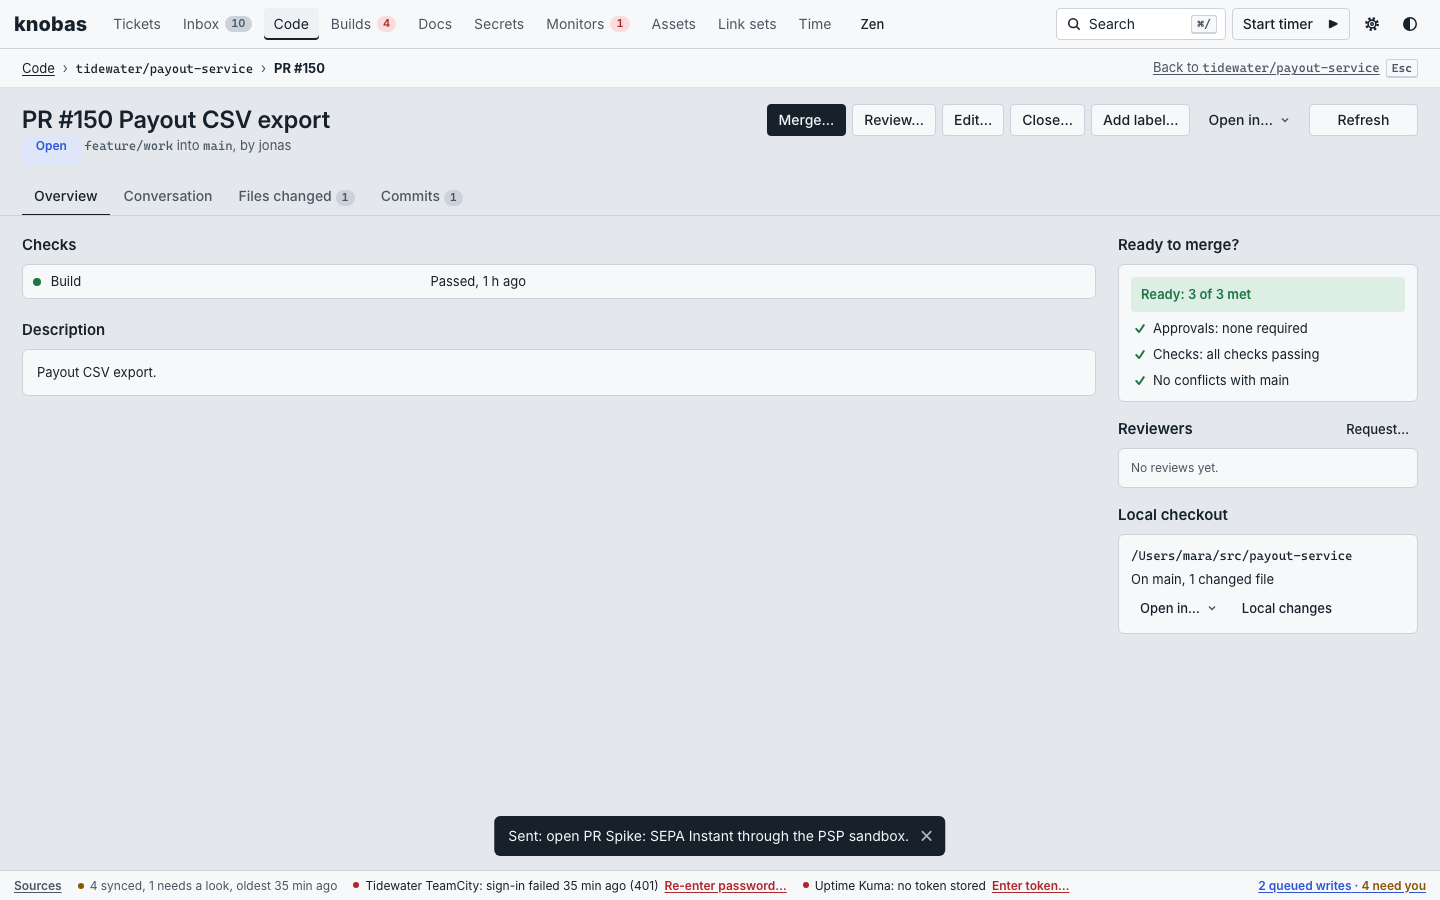 knobas Tickets Inbox 10 Code Builds 4 Docs Secrets Monitors 1 Assets Link sets Time Zen Search ⌘/ Start timer
Code › tidewater/payout-service › PR #150 Back to tidewater/payout-service Esc
PR #150 Payout CSV export Merge... Review... Edit... Close... Add label... Open in... Refresh
Open feature/work into main, by jonas
Overview Conversation Files changed 1 Commits 1
Checks
Build Passed, 1 h ago
Description
Payout CSV export.
Ready to merge?
Ready: 3 of 3 met
Approvals: none required
Checks: all checks passing
No conflicts with main
Reviewers Request...
No reviews yet.
Local checkout
/Users/mara/src/payout-service
On main, 1 changed file
Open in... Local changes
Sent: open PR Spike: SEPA Instant through the PSP sandbox.
Sources 4 synced, 1 needs a look, oldest 35 min ago Tidewater TeamCity: sign-in failed 35 min ago (401) Re-enter password... Uptime Kuma: no token stored Enter token... 2 queued writes · 4 need you